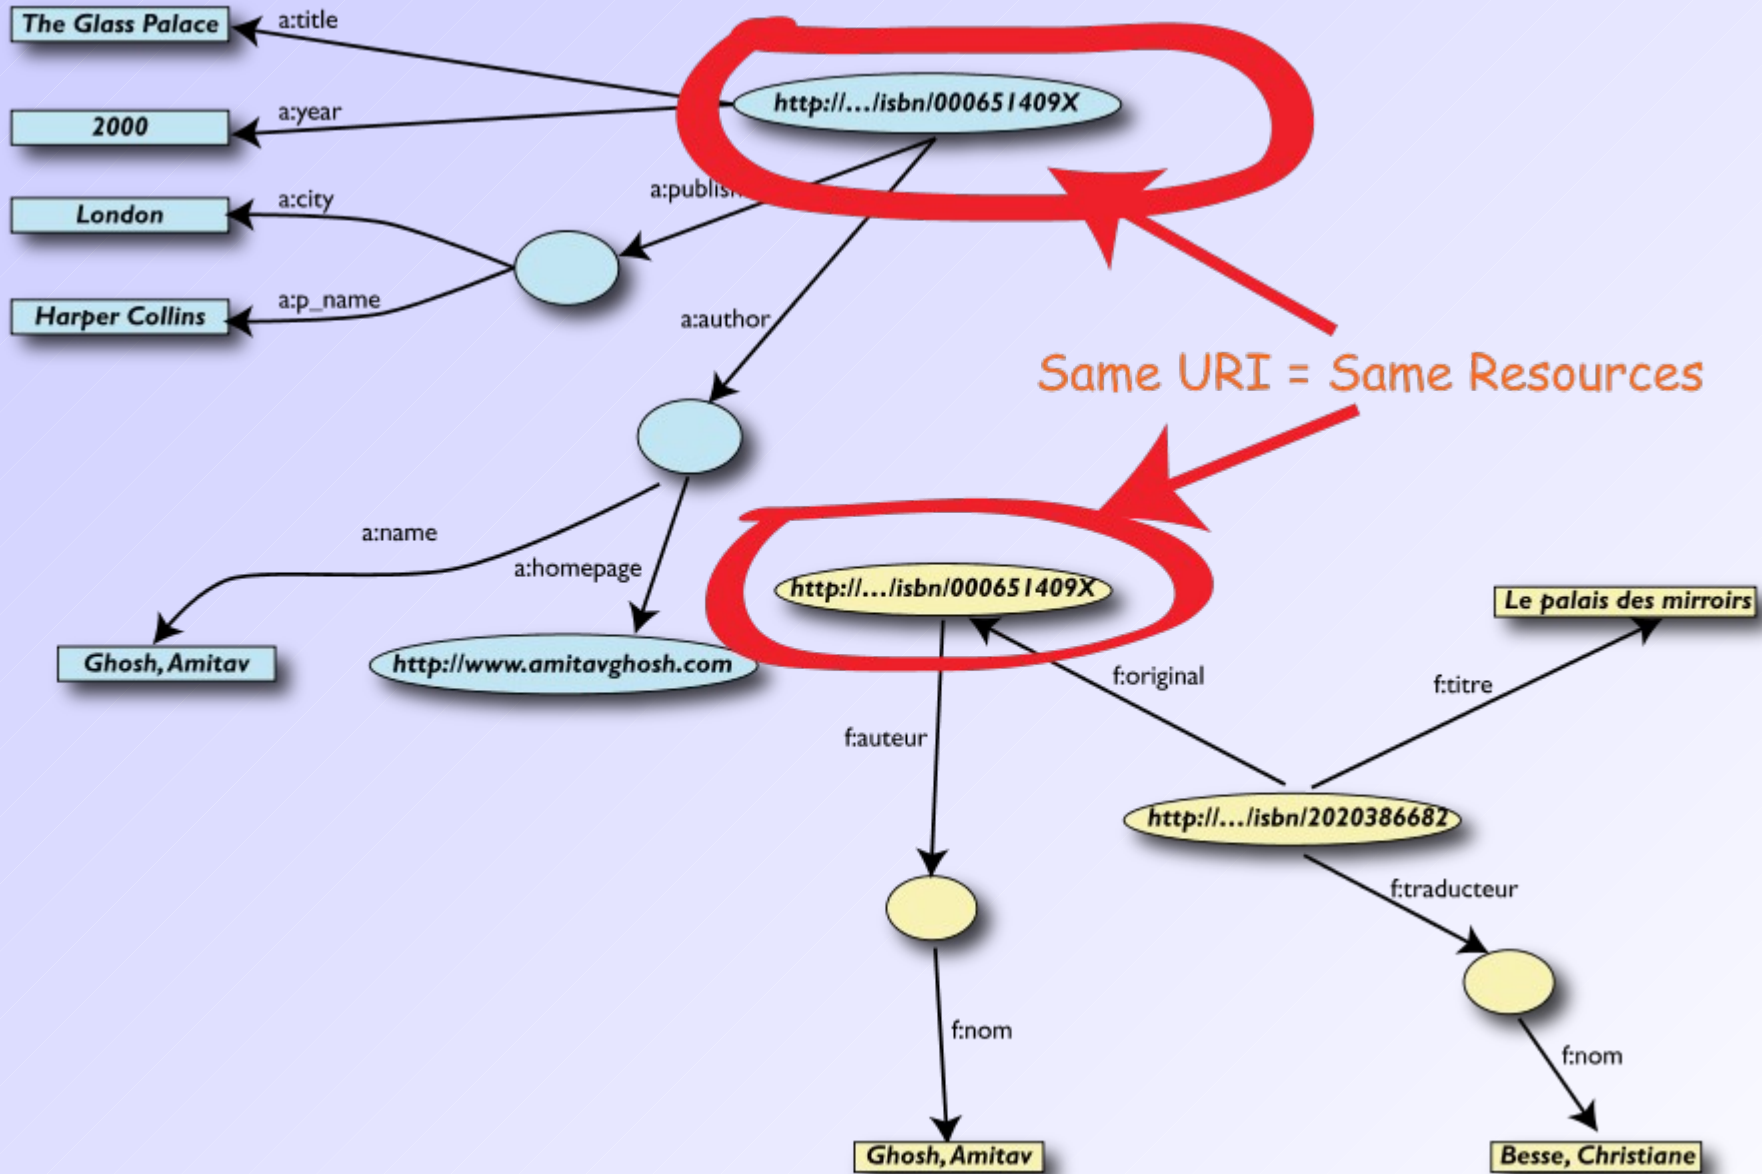 The Glass Palace
a:title
http://…/isbn/000651409X
2000
a:year
London
a:city
Harper Collins
a:p_name
a:author
Same URI = Same Resources
a:name
a:homepage
Ghosh, Amitav
http://www.amitavghosh.com
http://…/isbn/000651409X
Le palais des mirroirs
f:original
f:titre
f:auteur
http://…/isbn/2020386682
f:traducteur
f:nom
f:nom
Ghosh, Amitav
Besse, Christiane